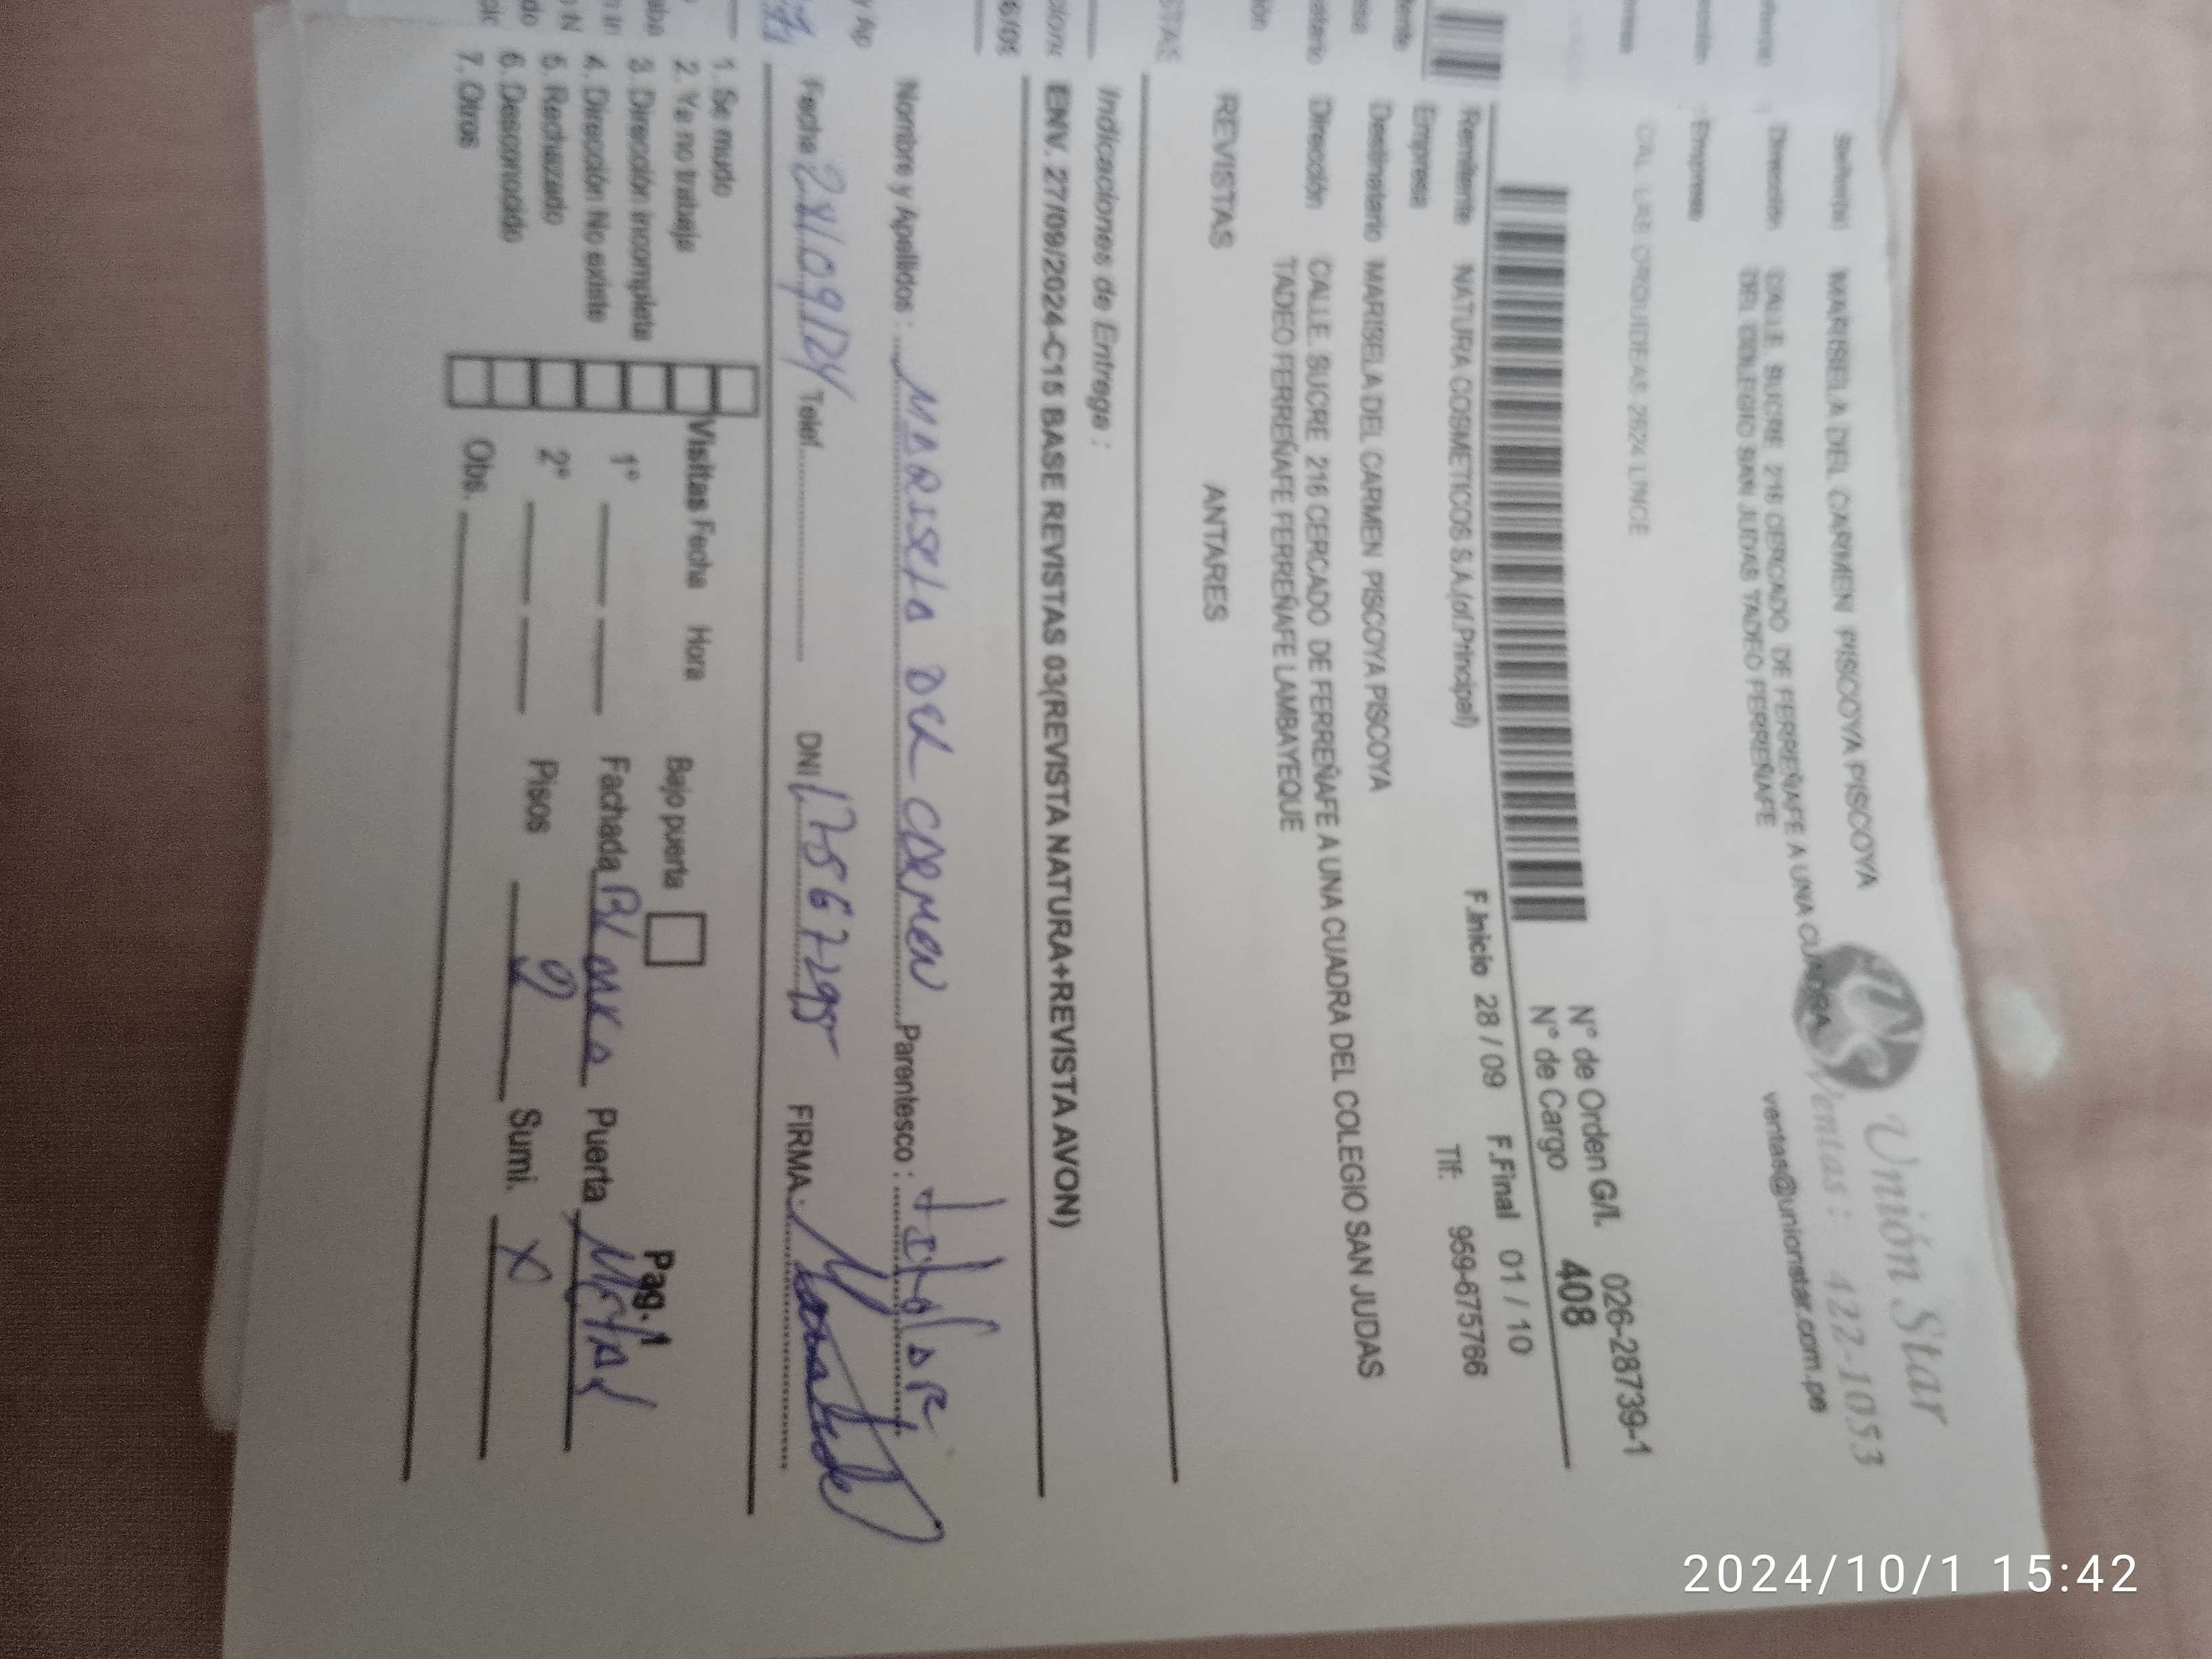 Unión Star
Ventas : 422-1053
ventas@unionstar.com.pe
Señor(a) MARISELA DEL CARMEN PISCOYA PISCOYA
Dirección CALLE SUCRE 216 CERCADO DE FERREÑAFE A UNA CUADRA
DEL COLEGIO SAN JUDAS TADEO FERREÑAFE
Empresa
CAL. LAS ORQUIDEAS 2624 LINCE
N° de Orden G/I. 026-28739-1
N° de Cargo 408
Remitente NATURA COSMETICOS S.A.(of.Principal) F.Inicio 28 / 09 F.Final 01 / 10
Empresa Tlf: 959-675766
Destinatario MARISELA DEL CARMEN PISCOYA PISCOYA
Dirección CALLE SUCRE 216 CERCADO DE FERREÑAFE A UNA CUADRA DEL COLEGIO SAN JUDAS
TADEO FERREÑAFE FERREÑAFE LAMBAYEQUE
REVISTAS ANTARES
Indicaciones de Entrega :
ENV. 27/09/2024-C15 BASE REVISTAS 03(REVISTA NATURA+REVISTA AVON)
Nombre y Apellidos : MARISELA DEL CARMEN Parentesco : titular
Fecha 28/09/24 Telef. DNI 17567295 FIRMA:
1. Se mudo
2. Ya no trabaja
3. Dirección incompleta
4. Dirección No existe
5. Rechazado
6. Desconocido
7. Otros
Visitas Fecha Hora
1°
2°
Obs.
Bajo puerta
Pag.1
Fachada Blanka Puerta Metal
Pisos 2 Sumi. X
2024/10/1 15:42